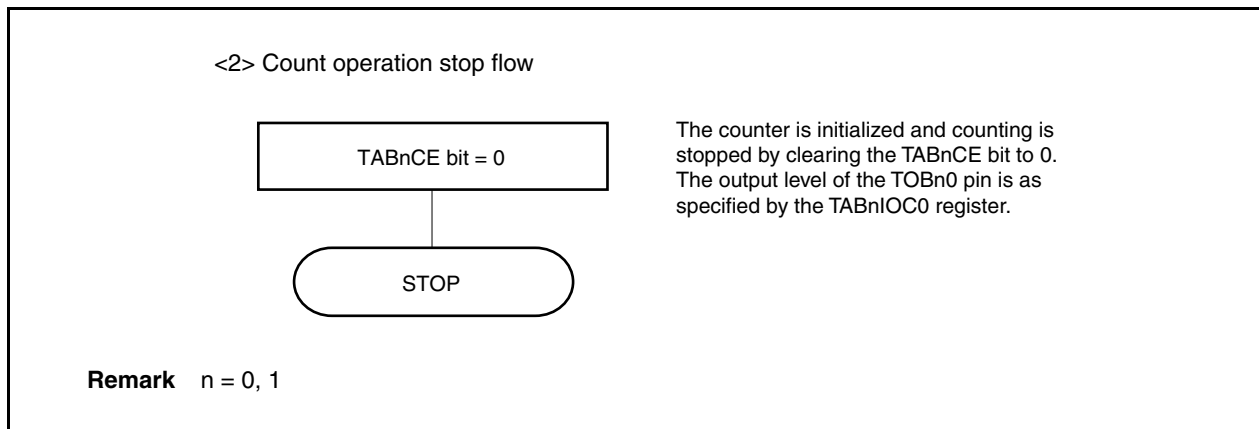 <2> Count operation stop flow
TABnCE bit = 0
The counter is initialized and counting is
stopped by clearing the TABnCE bit to 0.
The output level of the TOBn0 pin is as
specified by the TABnIOC0 register.
STOP
Remark n = 0, 1